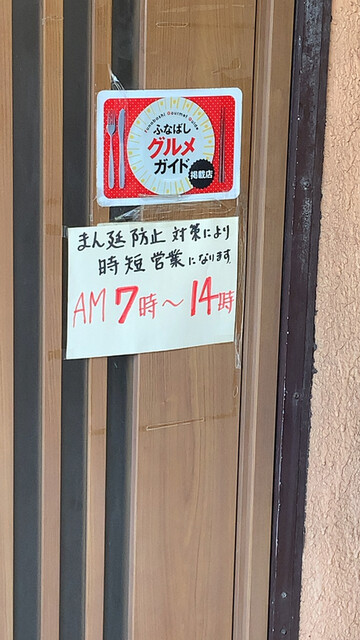 Funabashi Gourmet Guide
ふなばし
グルメ
ガイド
掲載店
まん延防止対策により
時短営業になります。
AM7時〜14時